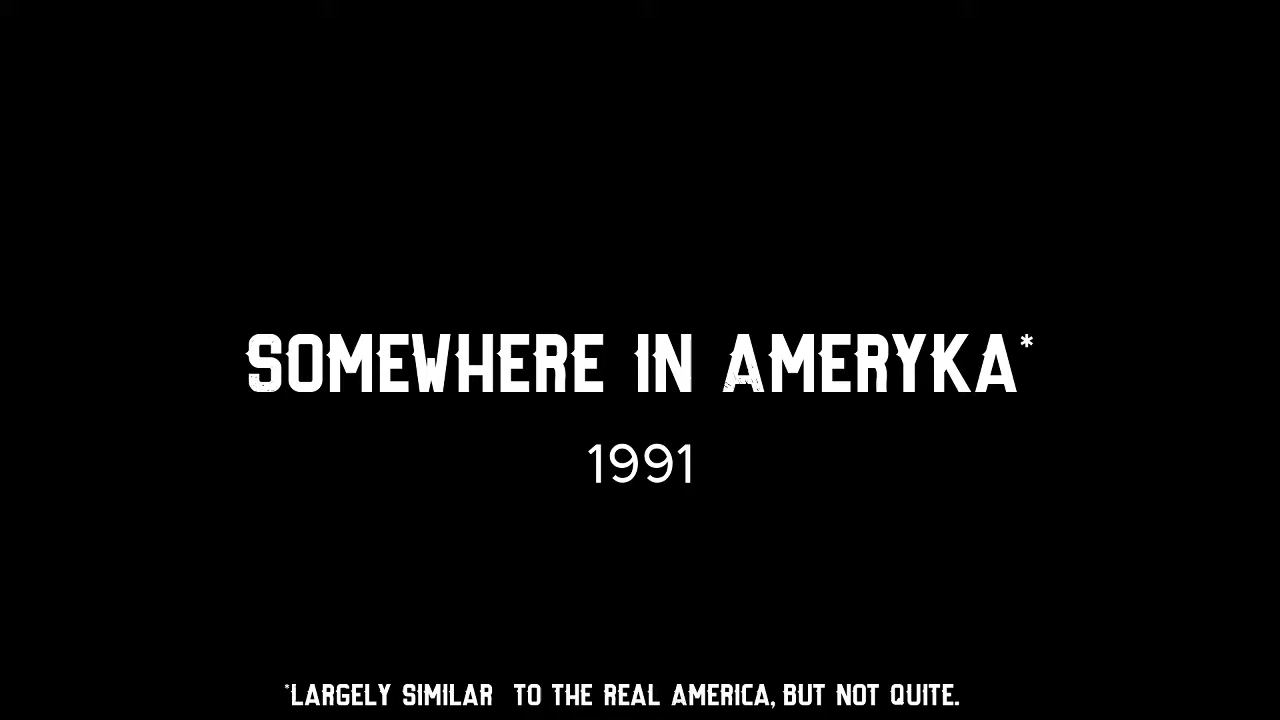 SOMEWHERE IN AMERYKA*
1991
*LARGELY SIMILAR TO THE REAL AMERICA, BUT NOT QUITE.